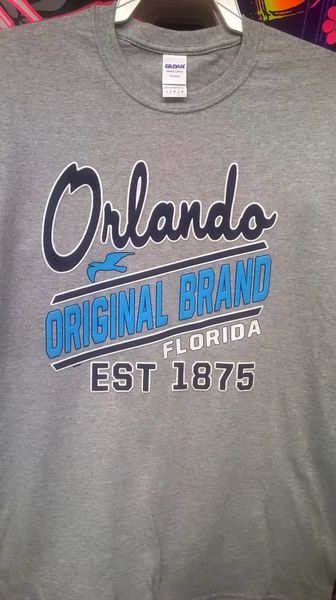 GILDAN
Orlando
ORIGINAL BRAND
FLORIDA
EST 1875